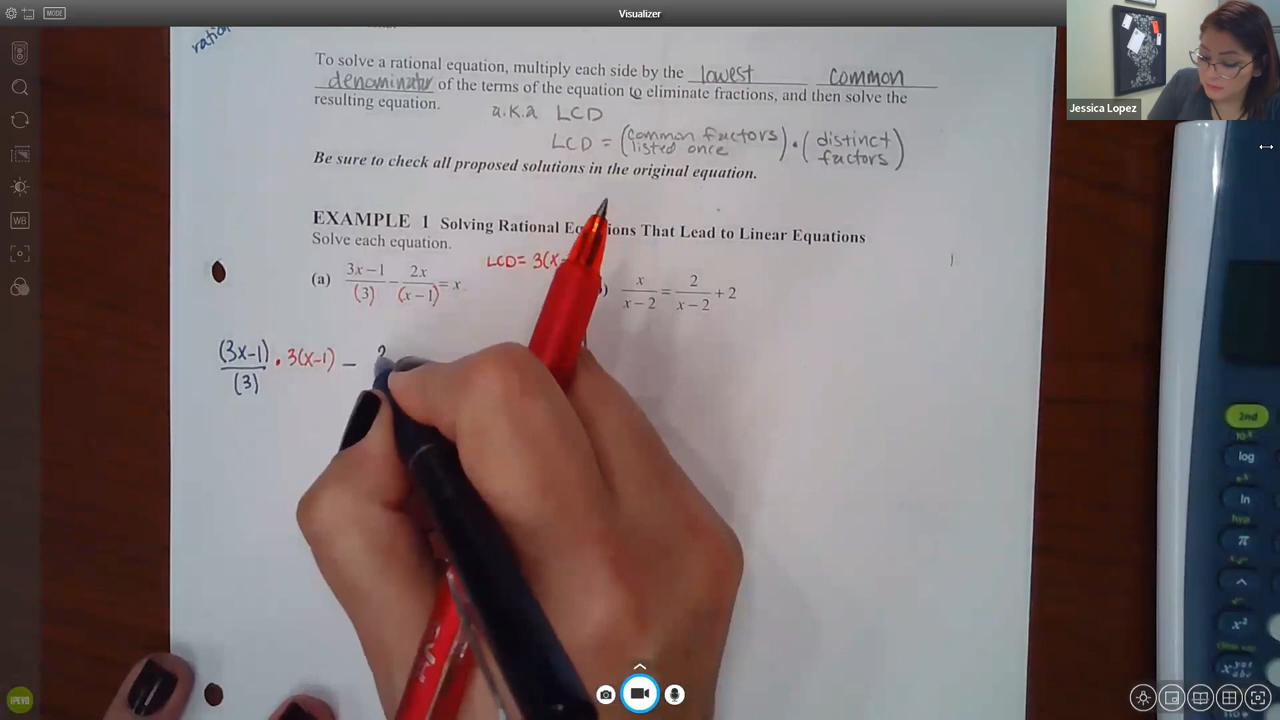 MODE
Visualizer
Jessica Lopez
To solve a rational equation, multiply each side by the lowest common
denominator of the terms of the equation to eliminate fractions, and then solve the
resulting equation.
a.k.a LCD
LCD = (common factors listed once) • (distinct factors)
Be sure to check all proposed solutions in the original equation.
EXAMPLE 1 Solving Rational That Lead to Linear Equations
Solve each equation.
LCD = 3(x
(a) 3x−1/(3) − 2x/(x−1) = x
) x/x−2 = 2/x−2 + 2
(3x−1)/(3) • 3(x−1) −
WB
2nd
log
ln
π
^
x²
IPEVO